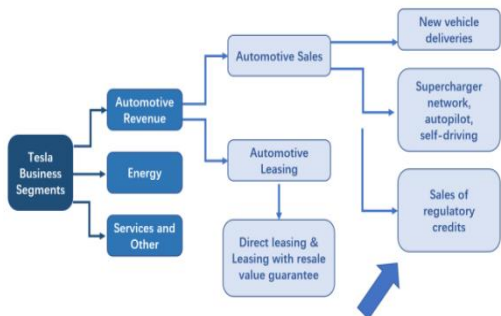 Tesla
Business
Segments
Automotive
Revenue
Energy
Services and
Other
Automotive Sales
Automotive
Leasing
Direct leasing &
Leasing with resale
value guarantee
New vehicle
deliveries
Supercharger
network,
autopilot,
self-driving
Sales of
regulatory
credits